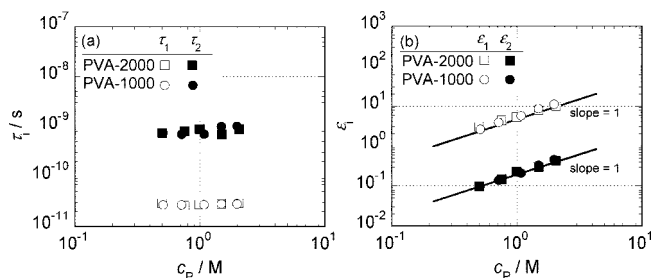 (a) τ₁ τ₂
PVA-2000 □ ■
PVA-1000 ○ ●
10⁻⁸
10⁻⁹
10⁻¹⁰
10⁻¹¹
τᵢ / s
10⁻¹ 10⁰ 10¹
c_P / M
(b) ε₁ ε₂
PVA-2000 □ ■
PVA-1000 ○ ●
10³
10²
10¹
10⁰
10⁻¹
10⁻²
εᵢ
slope = 1
slope = 1
10⁻¹ 10⁰ 10¹
c_P / M